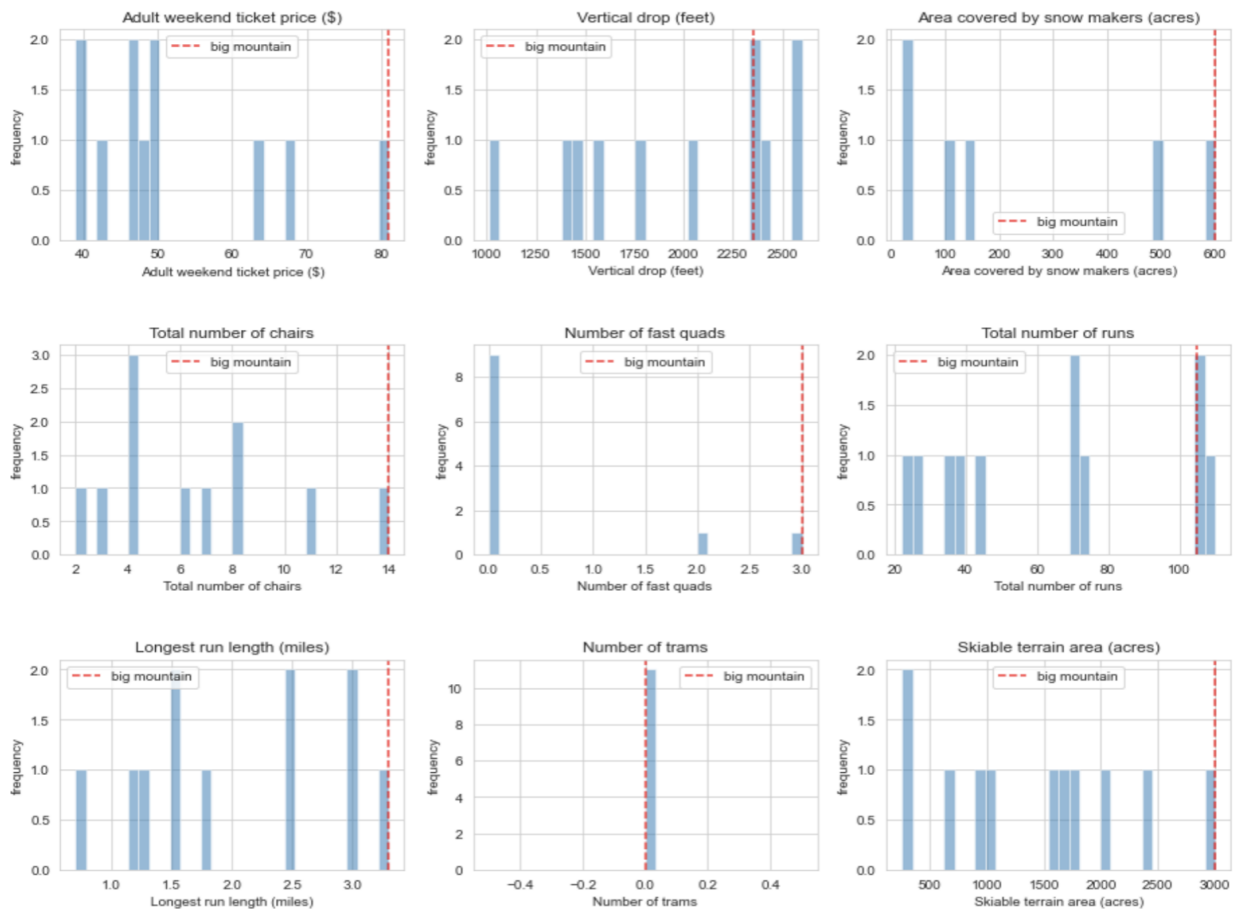 Adult weekend ticket price ($)
big mountain
frequency
2.0
1.5
1.0
0.5
0.0
40 50 60 70 80
Adult weekend ticket price ($)
Vertical drop (feet)
big mountain
frequency
2.0
1.5
1.0
0.5
0.0
1000 1250 1500 1750 2000 2250 2500
Vertical drop (feet)
Area covered by snow makers (acres)
big mountain
frequency
2.0
1.5
1.0
0.5
0.0
0 100 200 300 400 500 600
Area covered by snow makers (acres)
Total number of chairs
big mountain
frequency
3.0
2.5
2.0
1.5
1.0
0.5
0.0
2 4 6 8 10 12 14
Total number of chairs
Number of fast quads
big mountain
frequency
8
6
4
2
0
0.0 0.5 1.0 1.5 2.0 2.5 3.0
Number of fast quads
Total number of runs
big mountain
frequency
2.0
1.5
1.0
0.5
0.0
20 40 60 80 100
Total number of runs
Longest run length (miles)
big mountain
frequency
2.0
1.5
1.0
0.5
0.0
1.0 1.5 2.0 2.5 3.0
Longest run length (miles)
Number of trams
big mountain
frequency
10
8
6
4
2
0
−0.4 −0.2 0.0 0.2 0.4
Number of trams
Skiable terrain area (acres)
big mountain
frequency
2.0
1.5
1.0
0.5
0.0
500 1000 1500 2000 2500 3000
Skiable terrain area (acres)